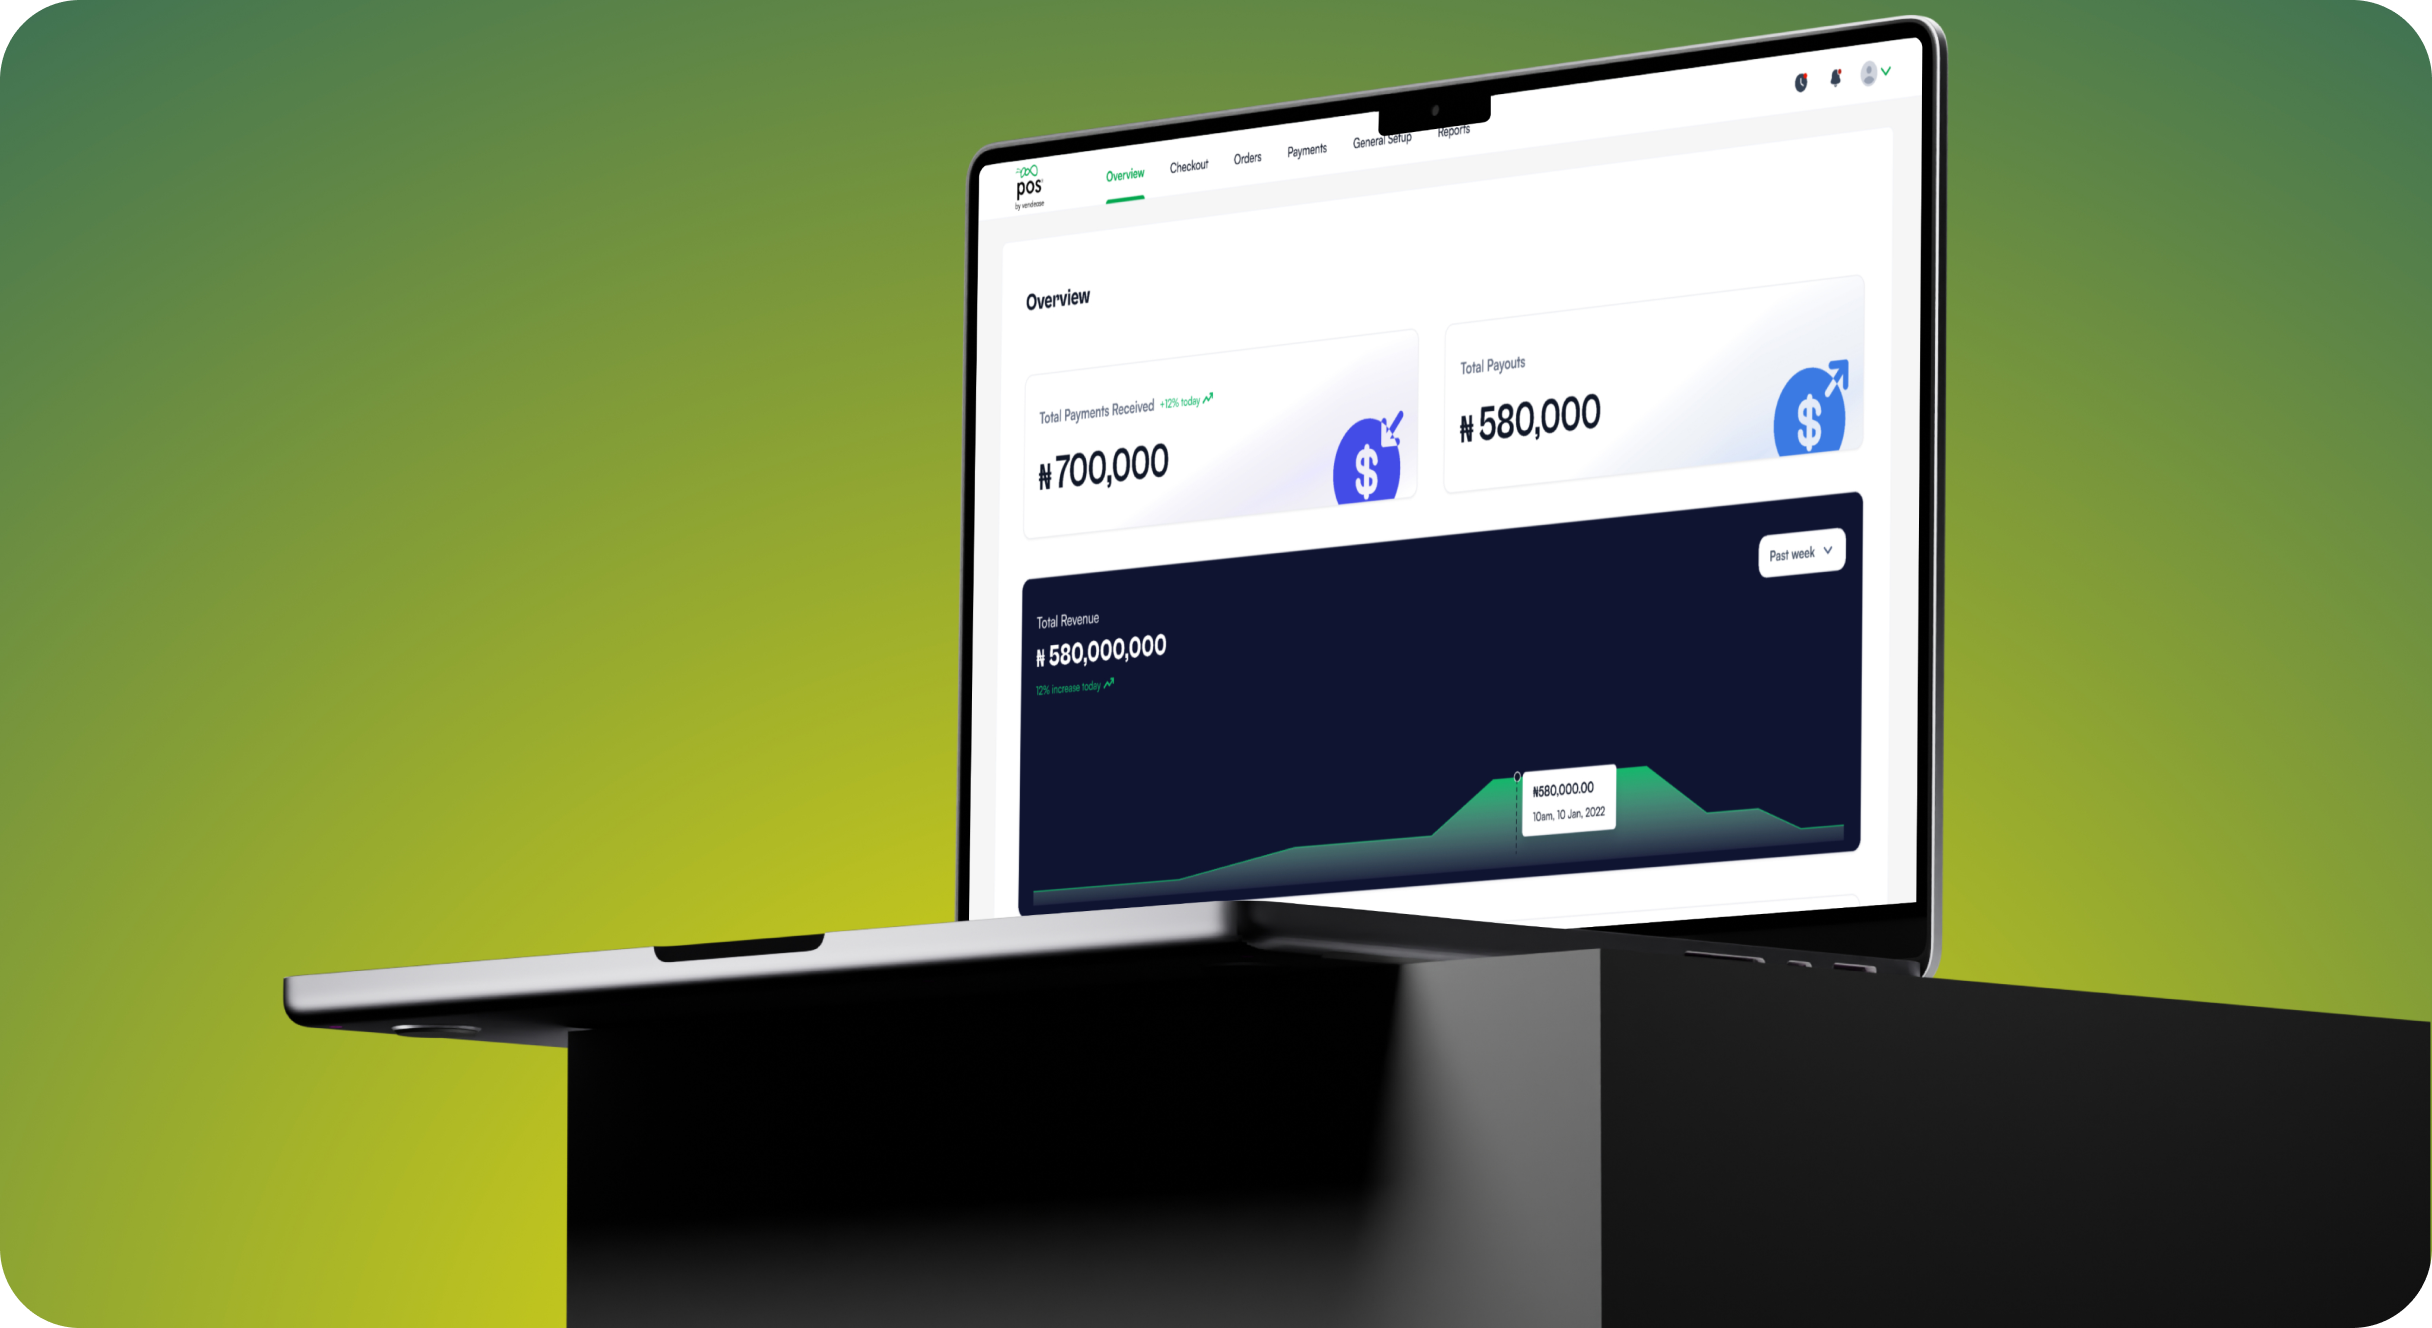 pos
by vendease
Overview
Checkout
Orders
Payments
General Setup
Reports
Overview
Total Payments Received +12% today
₦700,000
Total Payouts
₦ 580,000
Past week
Total Revenue
₦ 580,000,000
12% increase today
₦580,000.00
10am, 10 Jan, 2022